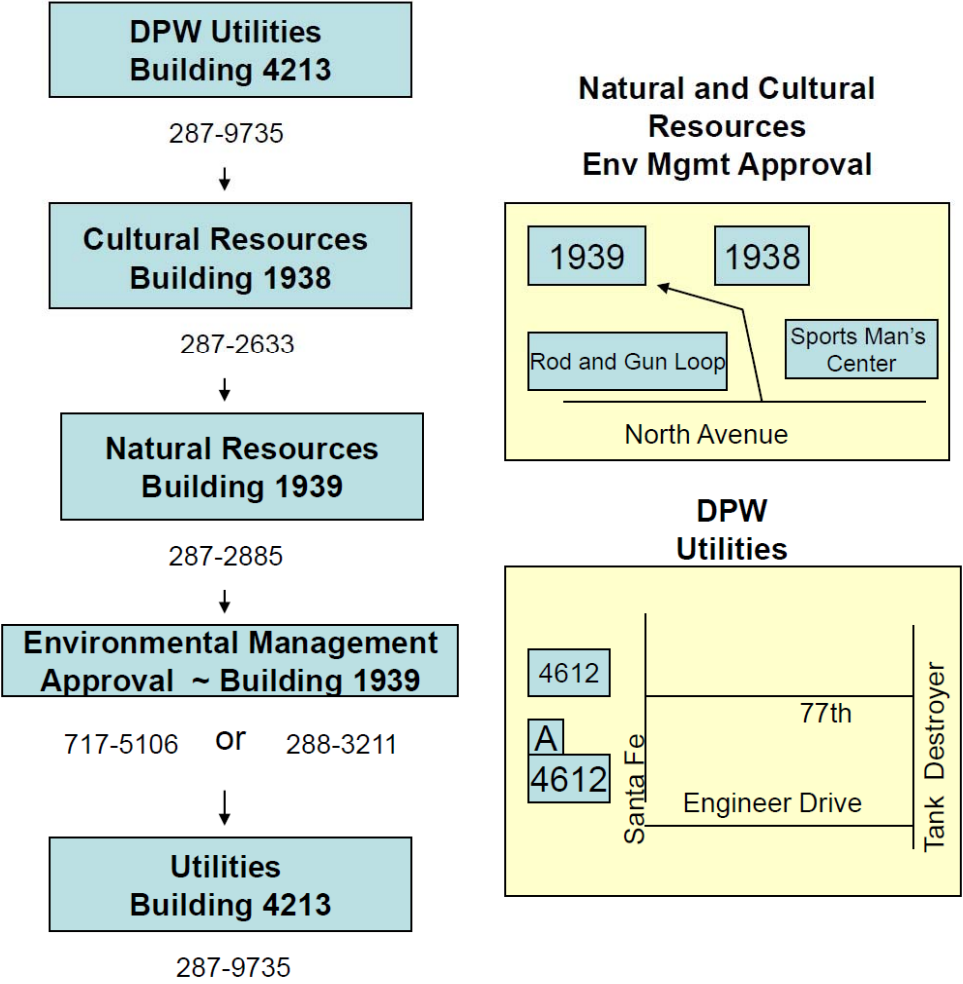 DPW Utilities
Building 4213
287-9735
Cultural Resources
Building 1938
287-2633
Natural Resources
Building 1939
287-2885
Environmental Management
Approval ~ Building 1939
717-5106 or 288-3211
Utilities
Building 4213
287-9735
Natural and Cultural
Resources
Env Mgmt Approval
1939
1938
Rod and Gun Loop
Sports Man's
Center
North Avenue
DPW
Utilities
4612
A
4612
Santa Fe
77th
Engineer Drive
Tank Destroyer